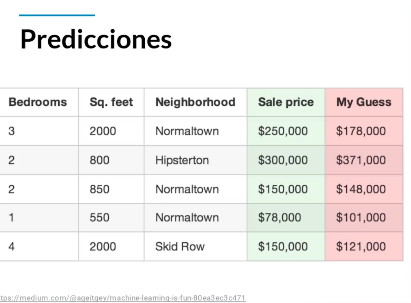 Predicciones
Bedrooms Sq. feet Neighborhood Sale price My Guess
3 2000 Normaltown $250,000 $178,000
2 800 Hipsterton $300,000 $371,000
2 850 Normaltown $150,000 $148,000
1 550 Normaltown $78,000 $101,000
4 2000 Skid Row $150,000 $121,000
tps://medium.com/@ageitgey/machine-learning-is-fun-80ea3ec3c471